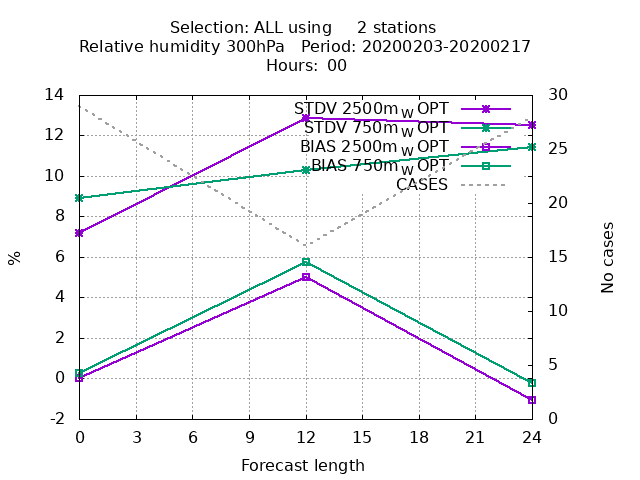 Selection: ALL using     2 stations
Relative humidity 300hPa   Period: 20200203-20200217
Hours: 00
STDV 2500m_W OPT
STDV 750m_W OPT
BIAS 2500m_W OPT
BIAS 750m_W OPT
CASES
14
12
10
8
6
4
2
0
-2
%
30
25
20
15
10
5
0
No cases
0 3 6 9 12 15 18 21 24
Forecast length